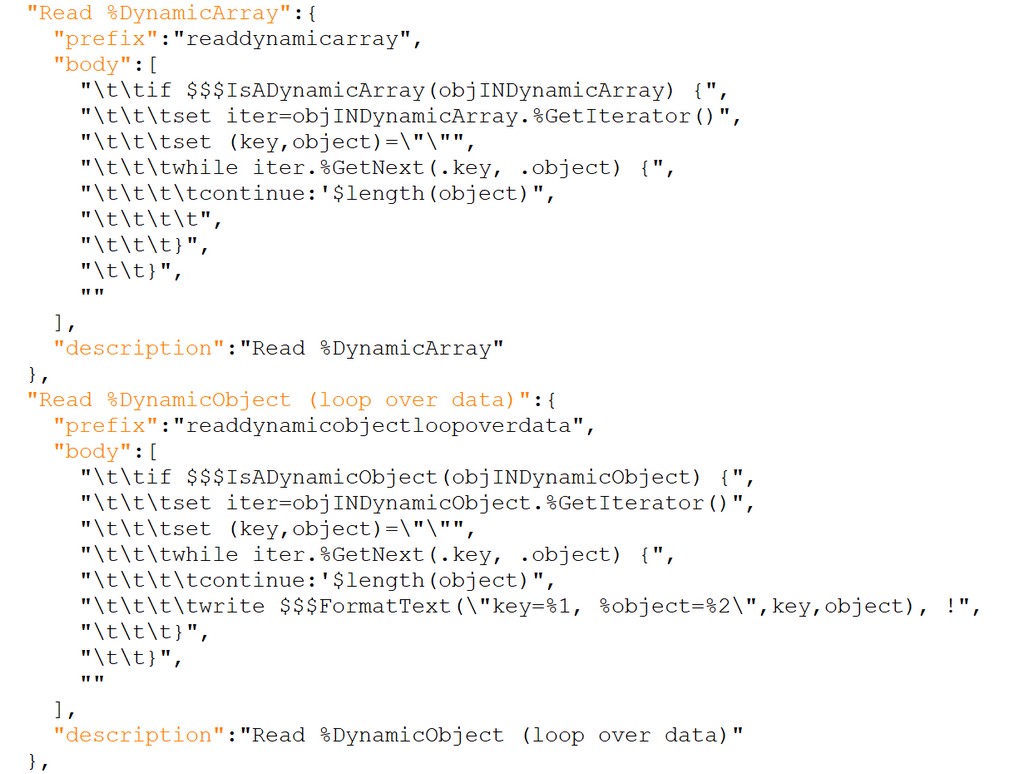 "Read %DynamicArray":{
"prefix":"readdynamicarray",
"body":[
"\t\tif $$$IsADynamicArray(objINDynamicArray) {",
"\t\t\tset iter=objINDynamicArray.%GetIterator()",
"\t\t\tset (key,object)=\"\"",
"\t\t\twhile iter.%GetNext(.key, .object) {",
"\t\t\t\tcontinue:'$length(object)",
"\t\t\t\t",
"\t\t\t}",
"\t\t}",
""
],
"description":"Read %DynamicArray"
},
"Read %DynamicObject (loop over data)":{
"prefix":"readdynamicobjectloopoverdata",
"body":[
"\t\tif $$$IsADynamicObject(objINDynamicObject) {",
"\t\t\tset iter=objINDynamicObject.%GetIterator()",
"\t\t\tset (key,object)=\"\"",
"\t\t\twhile iter.%GetNext(.key, .object) {",
"\t\t\t\tcontinue:'$length(object)",
"\t\t\t\twrite $$$FormatText(\"key=%1, %object=%2\",key,object), !",
"\t\t\t}",
"\t\t}",
""
],
"description":"Read %DynamicObject (loop over data)"
},